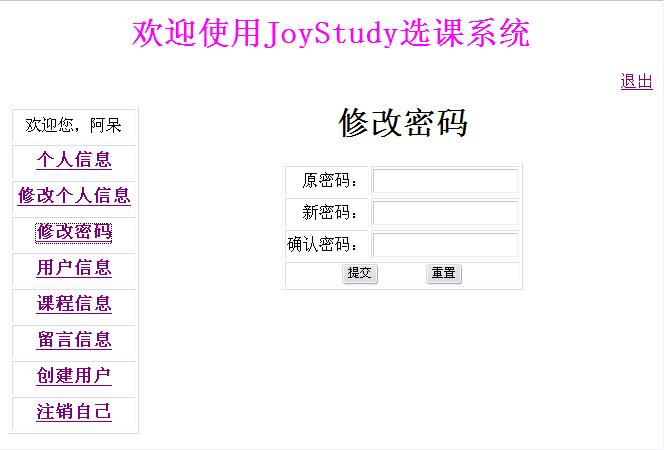 欢迎使用JoyStudy选课系统
退出
欢迎您，阿呆
个人信息
修改个人信息
修改密码
用户信息
课程信息
留言信息
创建用户
注销自己
修改密码
原密码：
新密码：
确认密码：
提交 重置